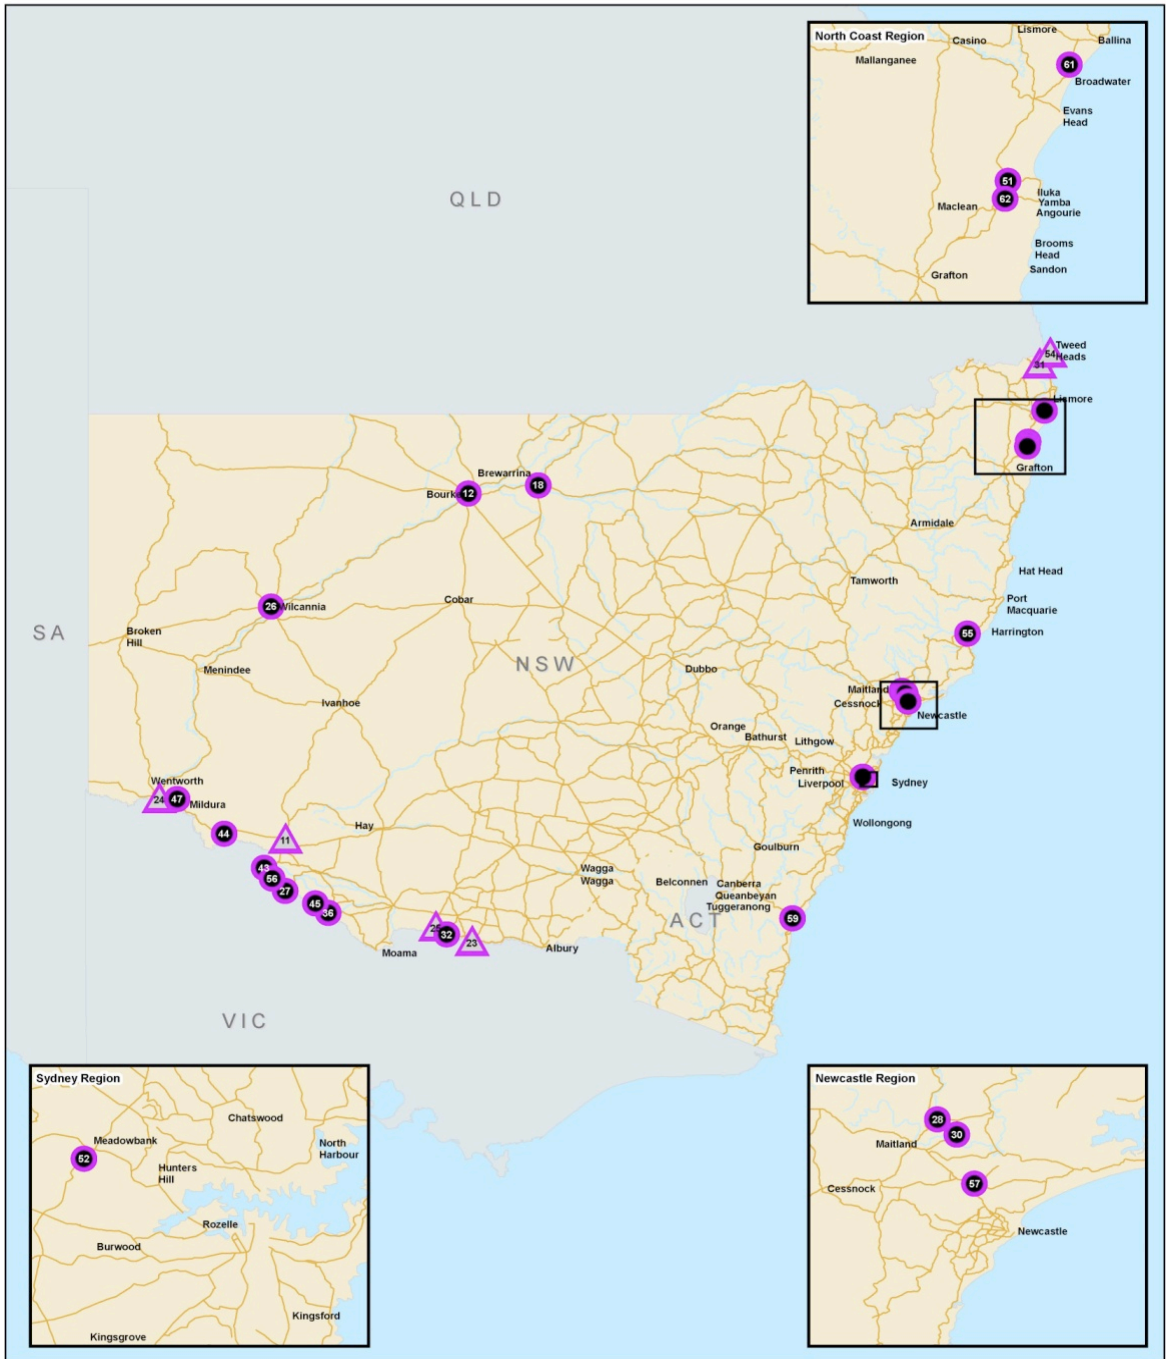 North Coast Region
Lismore
Casino
Ballina
Mallanganee
61
Broadwater
Evans
Head
51
Iluka
62
Yamba
Maclean
Angourie
Brooms
Head
Sandon
Grafton
QLD
Tweed
Heads
54
31
Lismore
Grafton
Brewarrina
18
Bourke
12
Armidale
Hat Head
Tamworth
Port
Macquarie
Cobar
26
Wilcannia
SA
Broken
Hill
55
Harrington
NSW
Menindee
Dubbo
Maitland
Cessnock
Newcastle
Ivanhoe
Orange
Bathurst
Lithgow
Penrith
Liverpool
Sydney
Wentworth
24
47
Mildura
Wollongong
44
Hay
11
Goulburn
43
56
27
Wagga
Wagga
Belconnen
Canberra
Queanbeyan
Tuggeranong
45
36
ACT
59
25
32
23
Moama
Albury
VIC
Sydney Region
Chatswood
Meadowbank
North
Harbour
52
Hunters
Hill
Rozelle
Burwood
Kingsford
Kingsgrove
Newcastle Region
28
30
Maitland
57
Cessnock
Newcastle